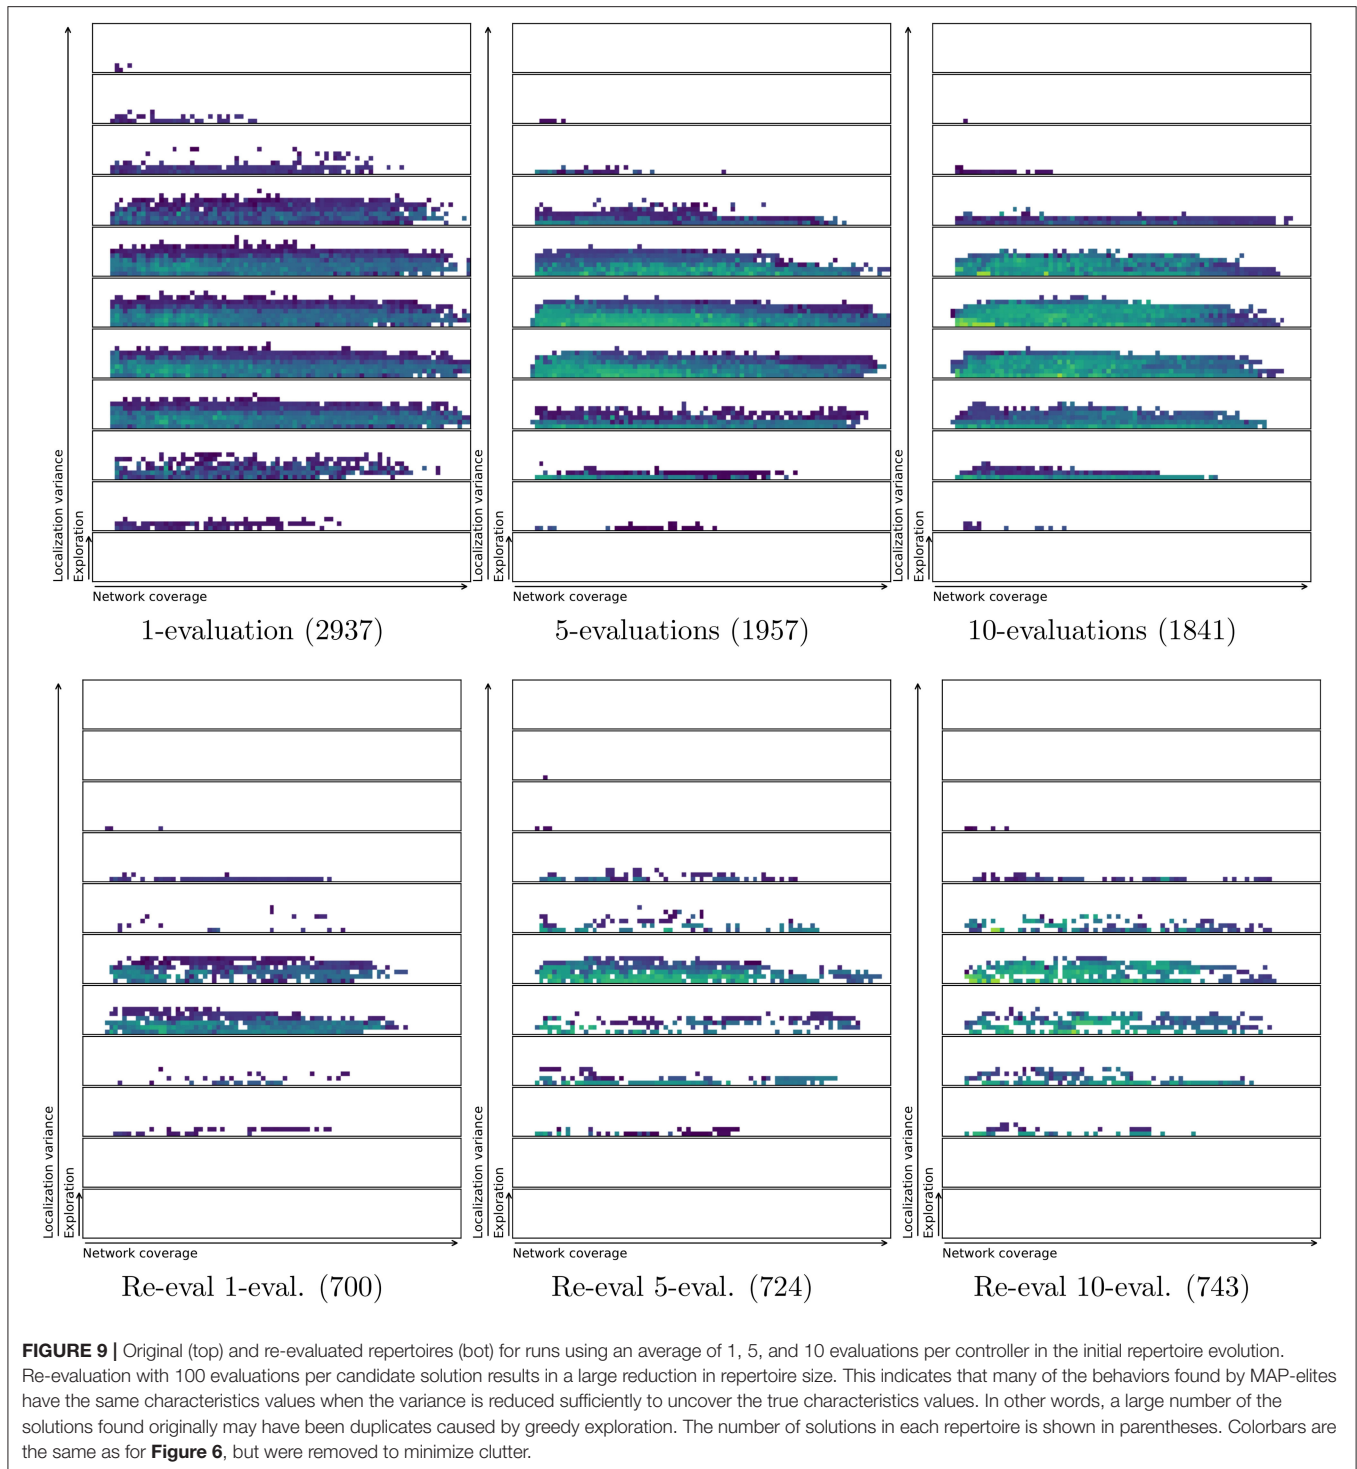 Localization variance
Exploration
Network coverage
1-evaluation (2937)
Localization variance
Exploration
Network coverage
5-evaluations (1957)
Localization variance
Exploration
Network coverage
10-evaluations (1841)
Localization variance
Exploration
Network coverage
Re-eval 1-eval. (700)
Localization variance
Exploration
Network coverage
Re-eval 5-eval. (724)
Localization variance
Exploration
Network coverage
Re-eval 10-eval. (743)
FIGURE 9 | Original (top) and re-evaluated repertoires (bot) for runs using an average of 1, 5, and 10 evaluations per controller in the initial repertoire evolution.
Re-evaluation with 100 evaluations per candidate solution results in a large reduction in repertoire size. This indicates that many of the behaviors found by MAP-elites
have the same characteristics values when the variance is reduced sufficiently to uncover the true characteristics values. In other words, a large number of the
solutions found originally may have been duplicates caused by greedy exploration. The number of solutions in each repertoire is shown in parentheses. Colorbars are
the same as for Figure 6, but were removed to minimize clutter.